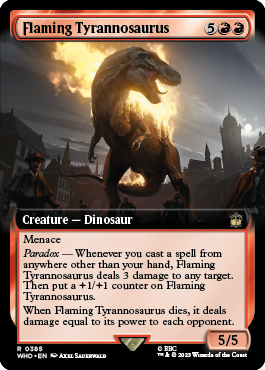 Flaming Tyrannosaurus 5
Creature — Dinosaur
Menace
Paradox — Whenever you cast a spell from
anywhere other than your hand, Flaming
Tyrannosaurus deals 3 damage to any target.
Then put a +1/+1 counter on Flaming
Tyrannosaurus.
When Flaming Tyrannosaurus dies, it deals
damage equal to its power to each opponent.
5/5
R 0385
WHO • EN Axel Sauerwald
© BBC
™ & © 2023 Wizards of the Coast